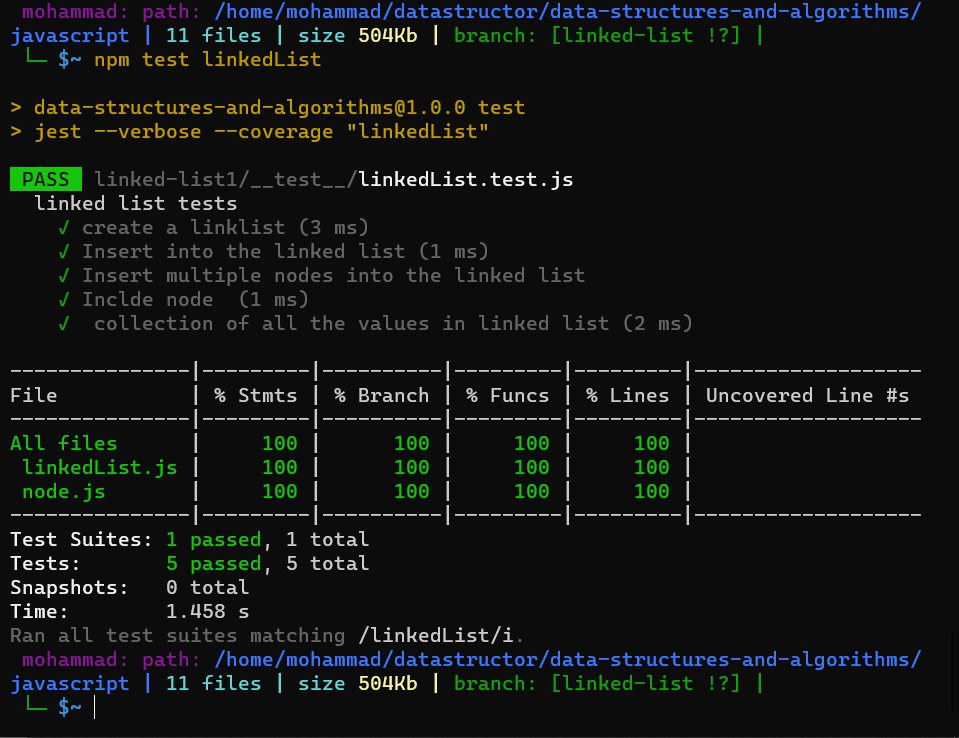 mohammad: path: /home/mohammad/datastructor/data-structures-and-algorithms/
javascript | 11 files | size 504Kb | branch: [linked-list !?] |
└─ $~ npm test linkedList
> data-structures-and-algorithms@1.0.0 test
> jest --verbose --coverage "linkedList"
PASS linked-list1/__test__/linkedList.test.js
linked list tests
√ create a linklist (3 ms)
√ Insert into the linked list (1 ms)
√ Insert multiple nodes into the linked list
√ Inclde node  (1 ms)
√  collection of all the values in linked list (2 ms)
---------------|---------|----------|---------|---------|-------------------
File           | % Stmts | % Branch | % Funcs | % Lines | Uncovered Line #s
---------------|---------|----------|---------|---------|-------------------
All files      |     100 |      100 |     100 |     100 |
 linkedList.js |     100 |      100 |     100 |     100 |
 node.js       |     100 |      100 |     100 |     100 |
---------------|---------|----------|---------|---------|-------------------
Test Suites: 1 passed, 1 total
Tests:       5 passed, 5 total
Snapshots:   0 total
Time:        1.458 s
Ran all test suites matching /linkedList/i.
mohammad: path: /home/mohammad/datastructor/data-structures-and-algorithms/
javascript | 11 files | size 504Kb | branch: [linked-list !?] |
└─ $~